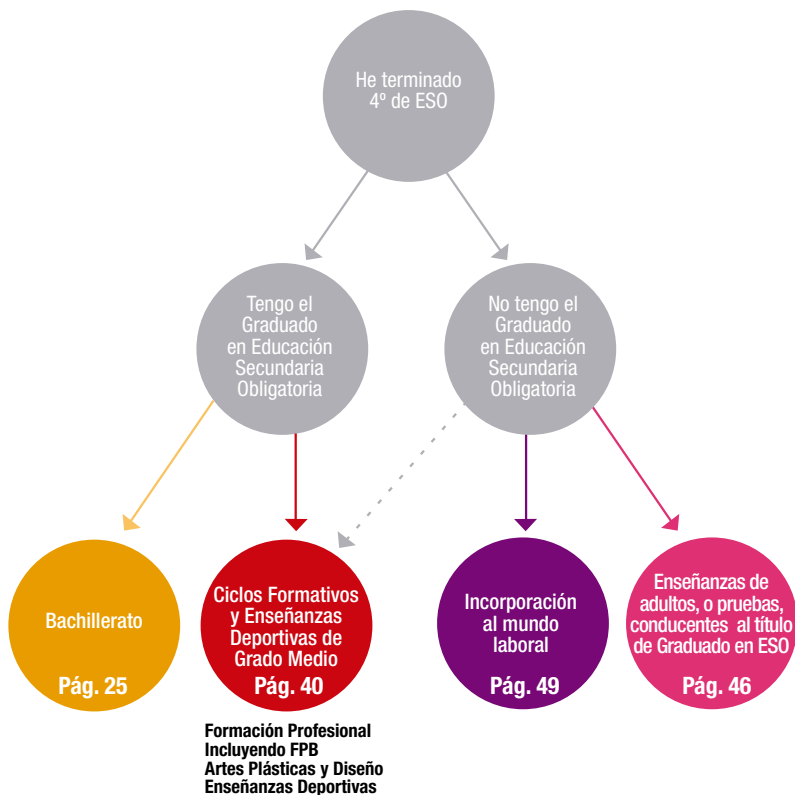 He terminado
4º de ESO
Tengo el
Graduado
en Educación
Secundaria
Obligatoria
No tengo el
Graduado
en Educación
Secundaria
Obligatoria
Bachillerato
Pág. 25
Ciclos Formativos
y Enseñanzas
Deportivas de
Grado Medio
Pág. 40
Incorporación
al mundo
laboral
Pág. 49
Enseñanzas de
adultos, o pruebas,
conducentes al título
de Graduado en ESO
Pág. 46
Formación Profesional
Incluyendo FPB
Artes Plásticas y Diseño
Enseñanzas Deportivas